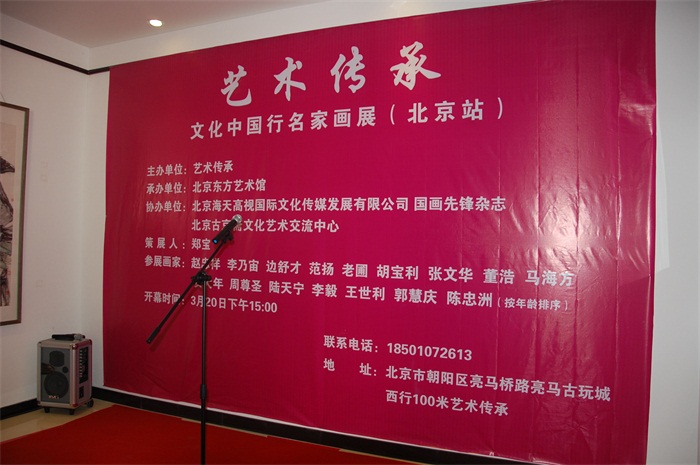 艺术传承
文化中国行名家画展（北京站）
主办单位：艺术传承
承办单位：北京东方艺术馆
协办单位：北京海天高视国际文化传媒发展有限公司 国画先锋杂志
北京古 文化艺术交流中心
策展人：郑宝
参展画家：赵 祥 李乃宙 边舒才 范扬 老圃 胡宝利 张文华 董浩 马海方
大年 周尊圣 陆天宁 李毅 王世利 郭慧庆 陈忠洲（按年龄排序）
开幕时间：3月20日下午15:00
联系电话：18501072613
地 址：北京市朝阳区亮马桥路亮马古玩城
西行100米艺术传承